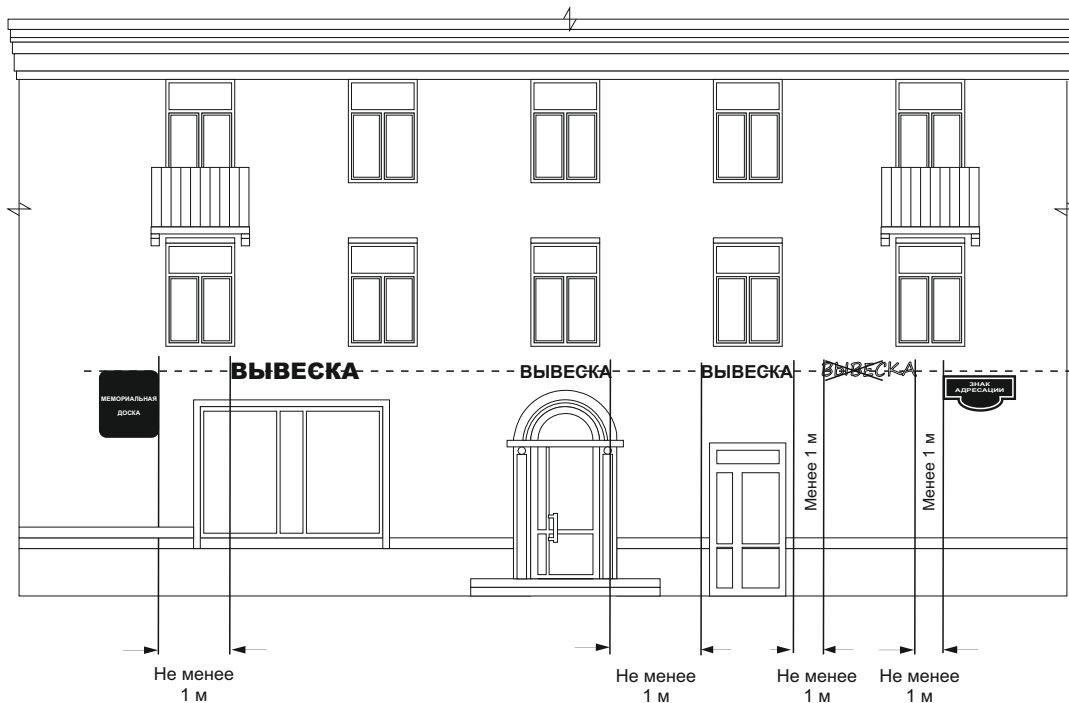 ВЫВЕСКА
ВЫВЕСКА
ВЫВЕСКА
ВЫВЕСКА
МЕМОРИАЛЬНАЯ
ДОСКА
ЗНАК
АДРЕСАЦИИ
Менее 1 м
Менее 1 м
Не менее
1 м
Не менее
1 м
Не менее
1 м
Не менее
1 м